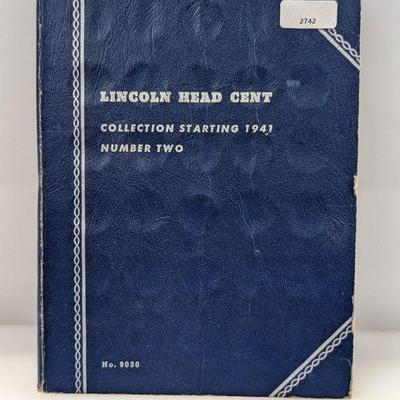 2742
LINCOLN HEAD CENT
COLLECTION STARTING 1941
NUMBER TWO
No. 9030